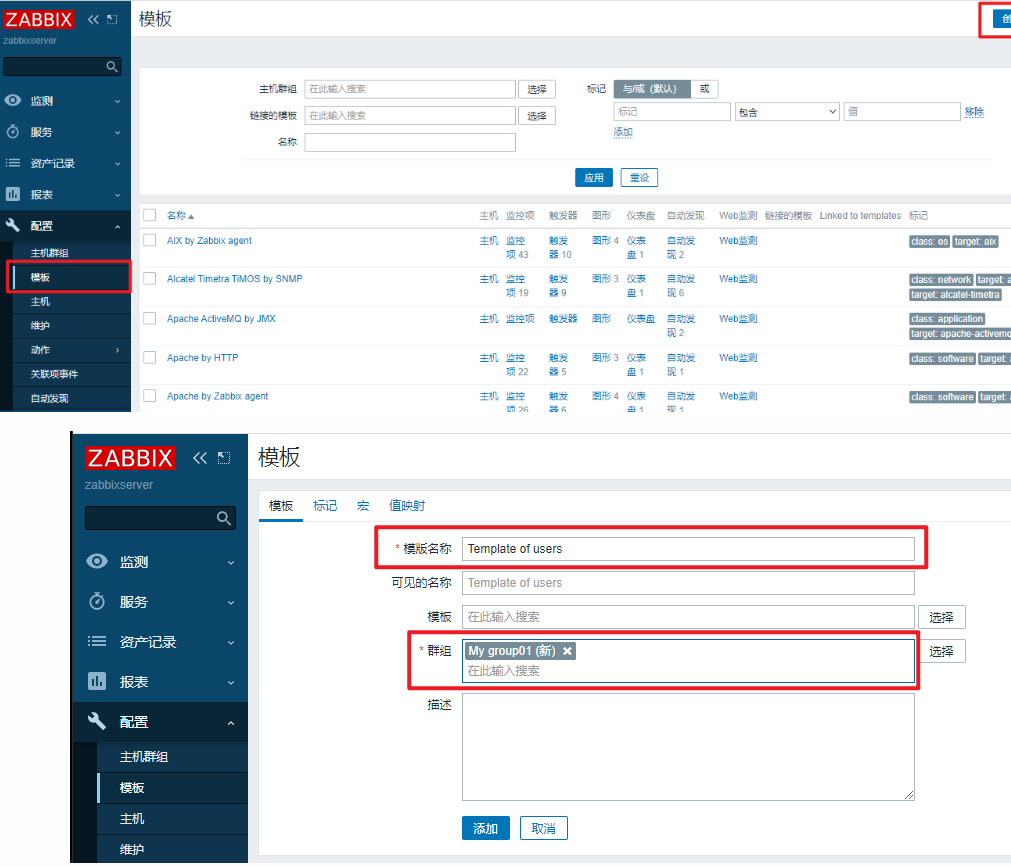 ZABBIX
模板
创
zabbixserver
监测
服务
资产记录
报表
配置
主机群组
模板
主机
维护
动作
关联项事件
自动发现
主机群组 在此输入搜索 选择 标记 与/或 (默认) 或
链接的模板 在此输入搜索 选择 标记 包含 值 移除
名称 添加
应用 重设
名称 主机 监控项 触发器 图形 仪表盘 自动发现 Web监测 链接的模板 Linked to templates 标记
AIX by Zabbix agent 主机 监控 触发 图形 4 仪表 自动发 Web监测 class: os target: aix
项 43 器 10 盘 1 现 2
Alcatel Timetra TiMOS by SNMP 主机 监控 触发 图形 3 仪表 自动发 Web监测 class: network target: a
项 19 器 9 盘 1 现 6 target: alcatel-timetra
Apache ActiveMQ by JMX 主机 监控项 触发器 图形 仪表盘 自动发 Web监测 class: application
现 2 target: apache-activemq
Apache by HTTP 主机 监控 触发 图形 3 仪表 自动发 Web监测 class: software target: a
项 22 器 5 盘 1 现 1
Apache by Zabbix agent 主机 监控 触发 图形 4 仪表 自动发 Web监测 class: software target: a
项 26 器 6 盘 1 现 1
ZABBIX
模板
zabbixserver
监测
服务
资产记录
报表
配置
主机群组
模板
主机
维护
模板 标记 宏 值映射
* 模版名称 Template of users
可见的名称 Template of users
模板 在此输入搜索 选择
* 群组 My group01 (新) 选择
在此输入搜索
描述
添加 取消